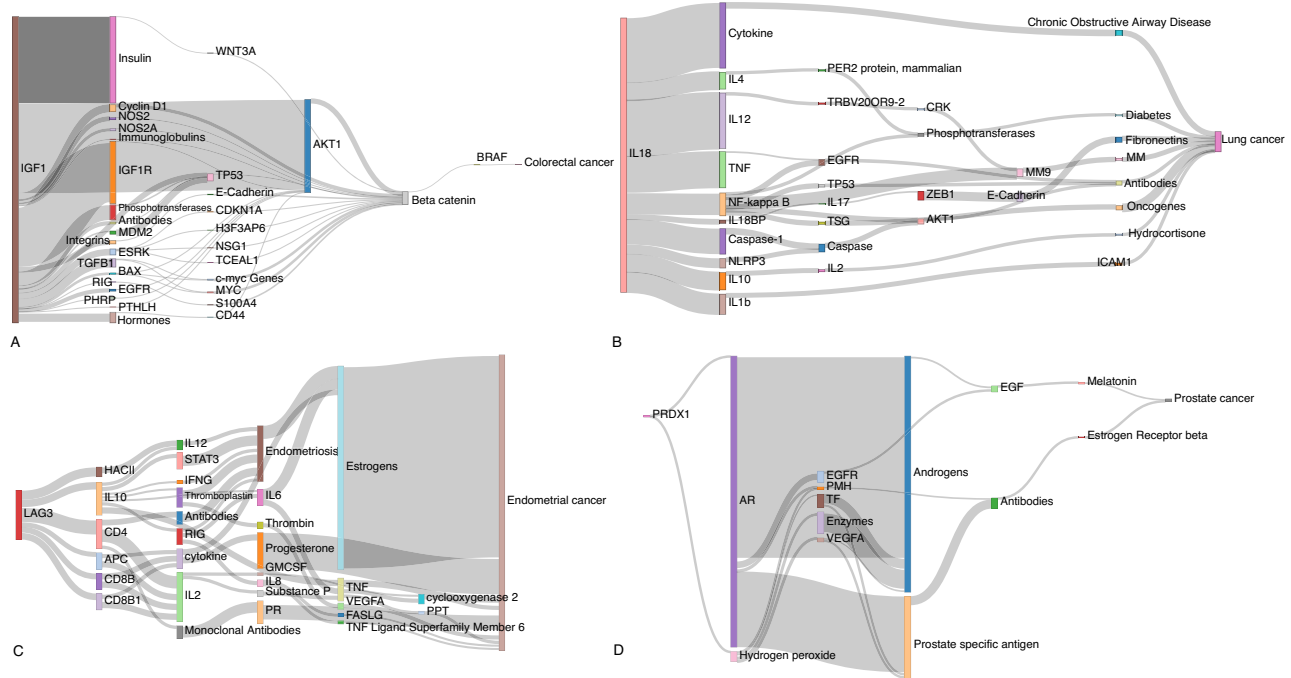 IGF1
Insulin
Cyclin D1
NOS2
NOS2A
Immunoglobulins
IGF1R
Phosphotransferases
Antibodies
MDM2
Integrins
ESRK
TGFB1
BAX
RIG
EGFR
PHRP
PTHLH
Hormones
WNT3A
TP53
E-Cadherin
CDKN1A
H3F3AP6
NSG1
TCEAL1
c-myc Genes
MYC
S100A4
CD44
AKT1
Beta catenin
BRAF
Colorectal cancer
A
IL18
Cytokine
IL4
IL12
TNF
NF-kappa B
IL18BP
Caspase-1
NLRP3
IL10
IL1b
PER2 protein, mammalian
TRBV20OR9-2
EGFR
TP53
IL17
TSG
Caspase
IL2
CRK
Phosphotransferases
ZEB1
AKT1
MM9
E-Cadherin
Chronic Obstructive Airway Disease
Diabetes
Fibronectins
MM
Antibodies
Oncogenes
Hydrocortisone
ICAM1
Lung cancer
B
LAG3
HACII
IL10
CD4
APC
CD8B
CD8B1
IL12
STAT3
IFNG
Thromboplastin
Antibodies
RIG
cytokine
IL2
Monoclonal Antibodies
Endometriosis
IL6
Thrombin
Progesterone
GMCSF
IL8
Substance P
PR
Estrogens
TNF
VEGFA
FASLG
TNF Ligand Superfamily Member 6
cyclooxygenase 2
PPT
Endometrial cancer
C
PRDX1
AR
Hydrogen peroxide
EGFR
PMH
TF
Enzymes
VEGFA
Androgens
Prostate specific antigen
EGF
Antibodies
Melatonin
Estrogen Receptor beta
Prostate cancer
D